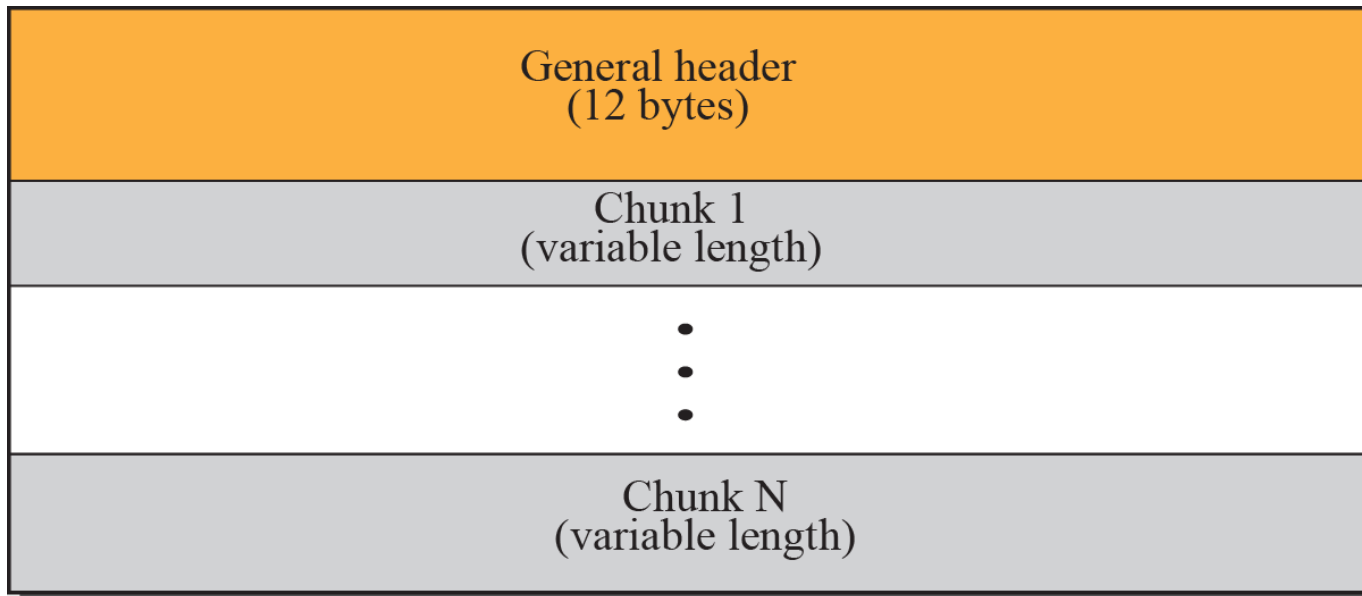 General header
(12 bytes)
Chunk 1
(variable length)
Chunk N
(variable length)